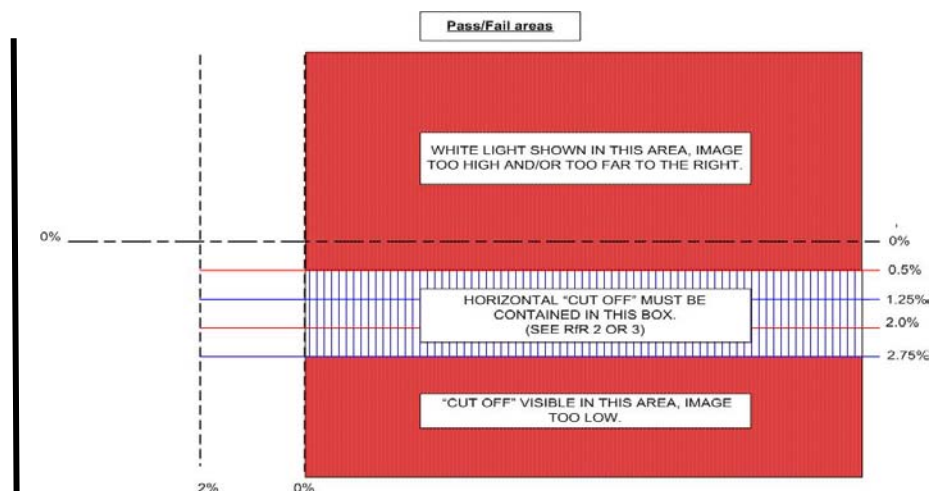 Pass/Fail areas
WHITE LIGHT SHOWN IN THIS AREA, IMAGE
TOO HIGH AND/OR TOO FAR TO THE RIGHT.
0%
0%
0.5%
HORIZONTAL “CUT OFF” MUST BE
CONTAINED IN THIS BOX.
(SEE RfR 2 OR 3)
1.25%
2.0%
2.75%
“CUT OFF” VISIBLE IN THIS AREA, IMAGE
TOO LOW.
2%
0%